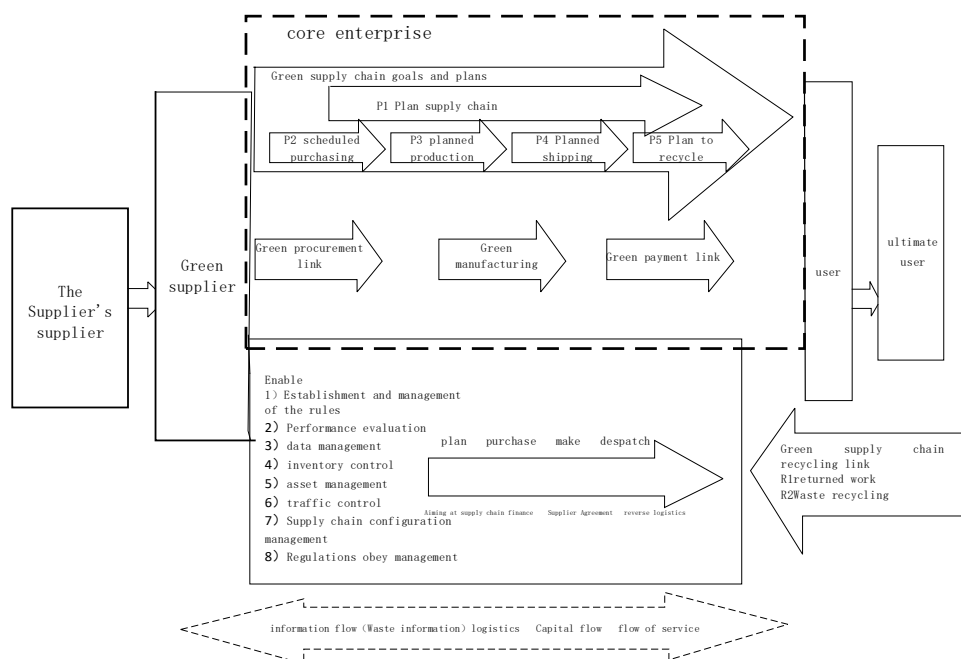 core enterprise
Green supply chain goals and plans
P1 Plan supply chain
P2 scheduled
purchasing
P3 planned
production
P4 Planned
shipping
P5 Plan to
recycle
The
Supplier's
supplier
Green
supplier
Green procurement
link
Green
manufacturing
Green payment link
user
ultimate
user
Enable
1）Establishment and management
of the rules
2）Performance evaluation
3）data management
4）inventory control
5）asset management
6）traffic control
7）Supply chain configuration
management
8）Regulations obey management
plan purchase make despatch
Aiming at supply chain finance Supplier Agreement reverse logistics
Green supply chain
recycling link
R1returned work
R2Waste recycling
information flow（Waste information）logistics Capital flow flow of service